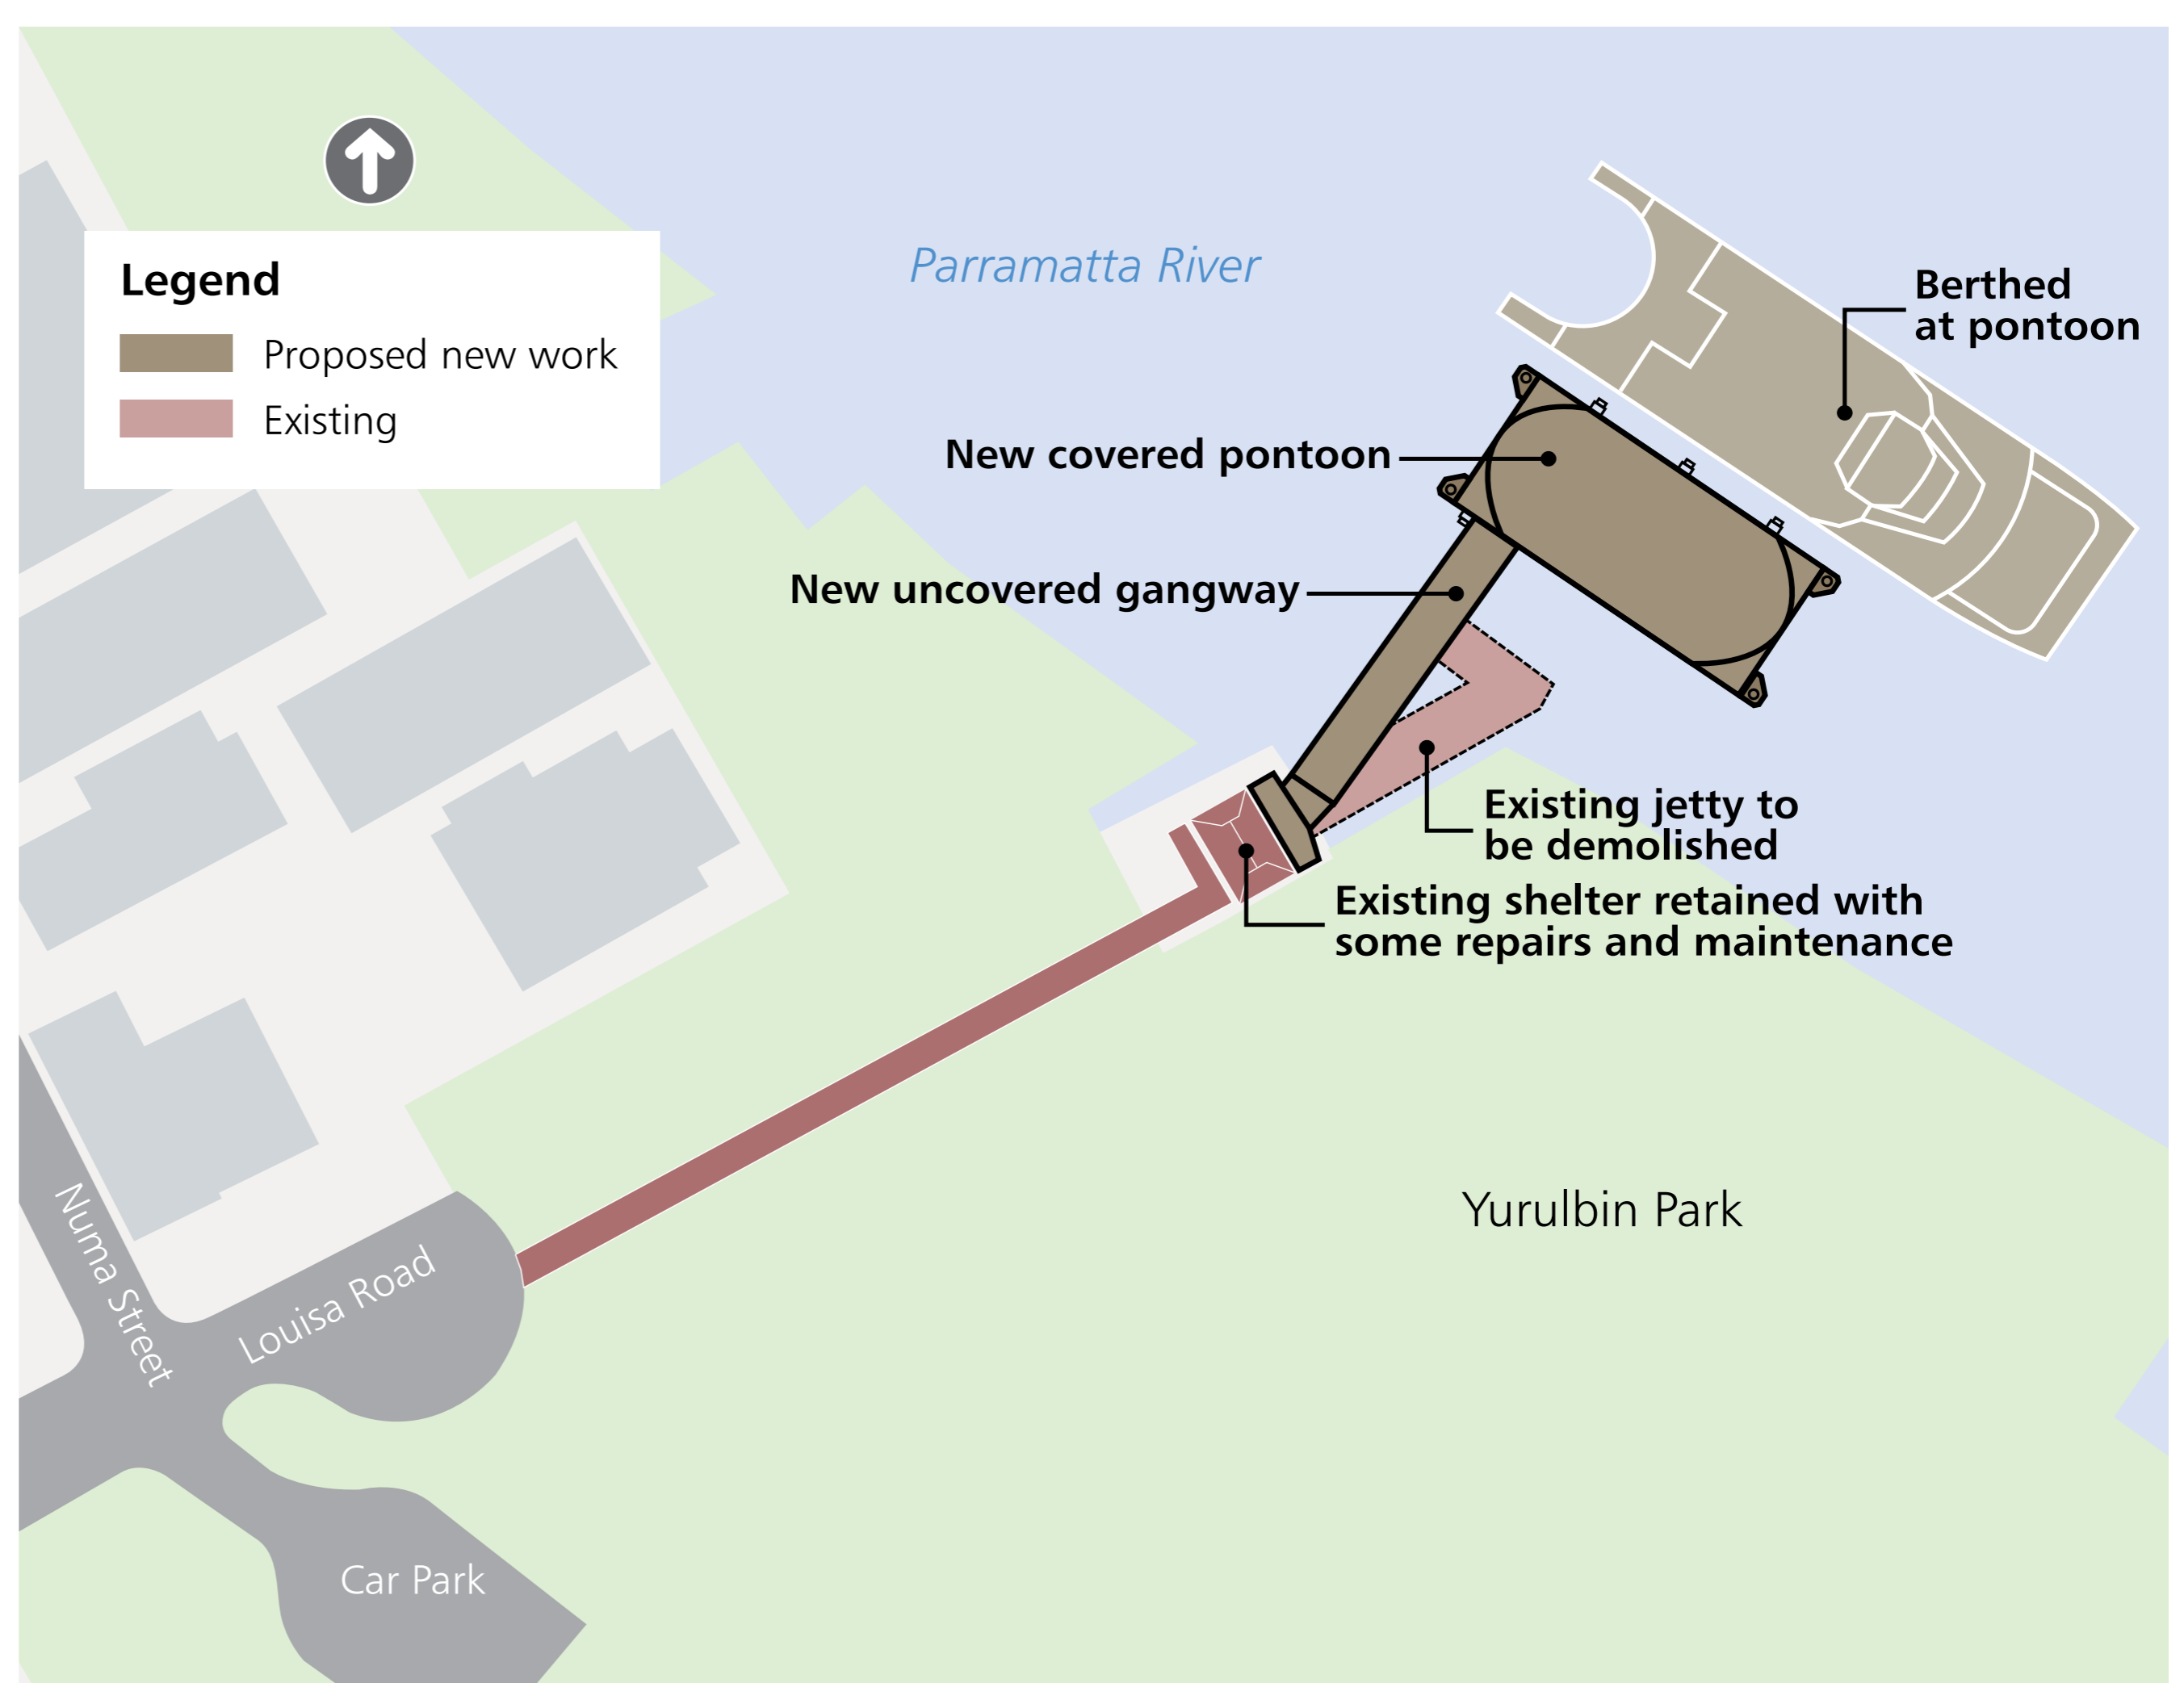 Legend
Proposed new work
Existing
Parramatta River
Berthed
at pontoon
New covered pontoon
New uncovered gangway
Existing jetty to
be demolished
Existing shelter retained with
some repairs and maintenance
Yurulbin Park
Numa Street
Louisa Road
Car Park